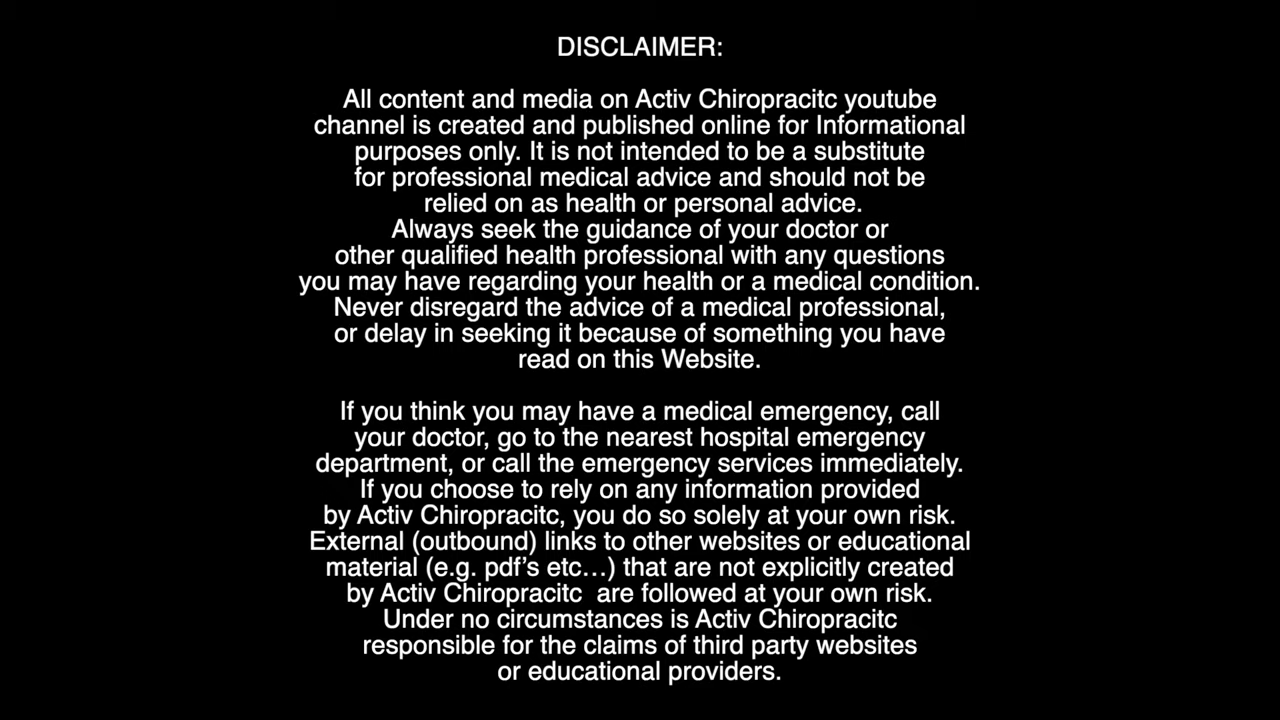 DISCLAIMER:
All content and media on Activ Chiropracitc youtube
channel is created and published online for Informational
purposes only. It is not intended to be a substitute
for professional medical advice and should not be
relied on as health or personal advice.
Always seek the guidance of your doctor or
other qualified health professional with any questions
you may have regarding your health or a medical condition.
Never disregard the advice of a medical professional,
or delay in seeking it because of something you have
read on this Website.
If you think you may have a medical emergency, call
your doctor, go to the nearest hospital emergency
department, or call the emergency services immediately.
If you choose to rely on any information provided
by Activ Chiropracitc, you do so solely at your own risk.
External (outbound) links to other websites or educational
material (e.g. pdf’s etc…) that are not explicitly created
by Activ Chiropracitc  are followed at your own risk.
Under no circumstances is Activ Chiropracitc
responsible for the claims of third party websites
or educational providers.